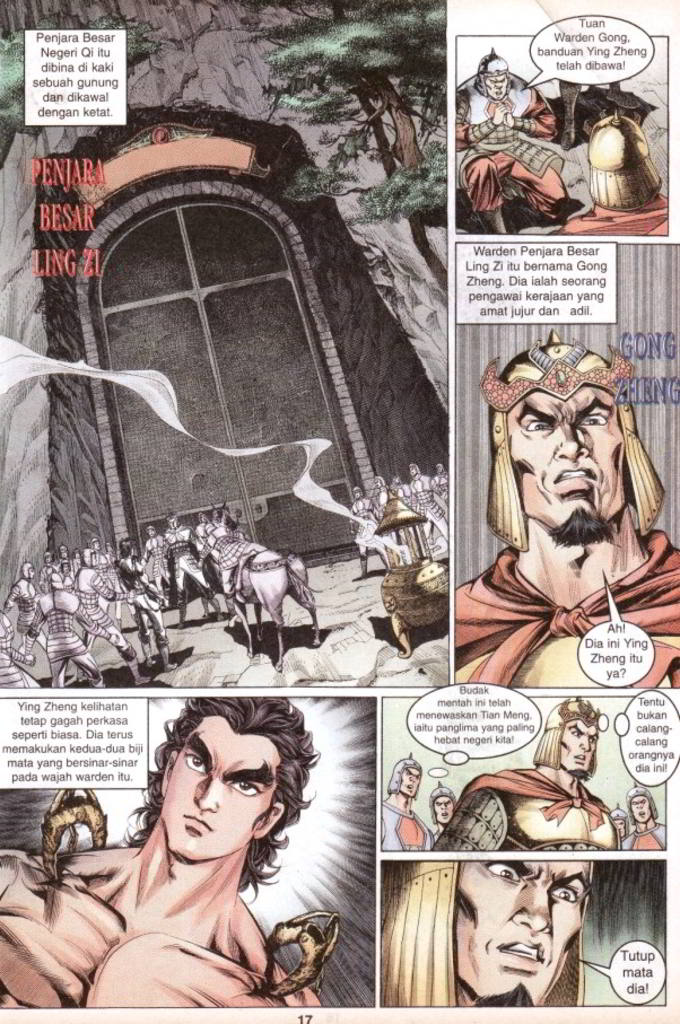 Penjara Besar
Negeri Qi itu
dibina di kaki
sebuah gunung
dan dikawal
dengan ketat.
PENJARA
BESAR
LING ZI
Tuan
Warden Gong,
banduan Ying Zheng
telah dibawa!
Warden Penjara Besar
Ling Zi itu bernama Gong
Zheng. Dia ialah seorang
pengawai kerajaan yang
amat jujur dan adil.
GONG
ZHENG
Ah!
Dia ini Ying
Zheng itu
ya?
Ying Zheng kelihatan
tetap gagah perkasa
seperti biasa. Dia terus
memakukan kedua-dua biji
mata yang bersinar-sinar
pada wajah warden itu.
Budak
mentah ini telah
menewaskan Tian Meng,
iaitu panglima yang paling
hebat negeri kita!
Tentu
bukan
calang-
calang
orangnya
dia ini!
Tutup
mata
dia!
17